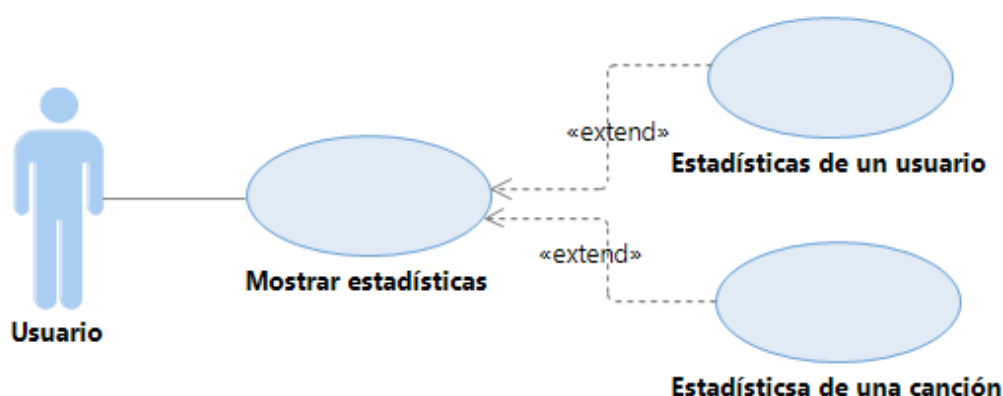 «extend»
Estadísticas de un usuario
«extend»
Mostrar estadísticas
Usuario
Estadísticsa de una canción